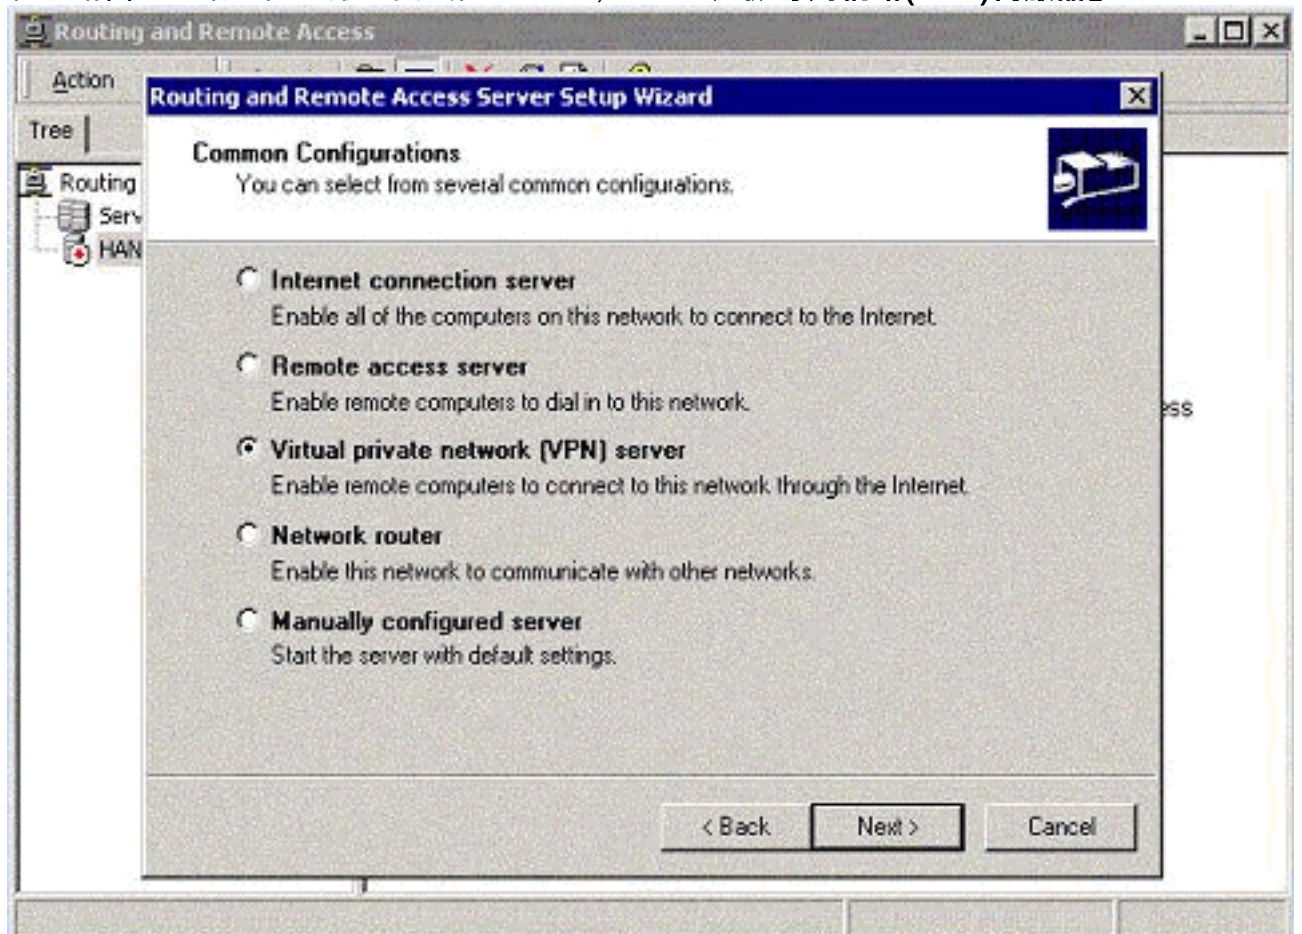 Routing and Remote Access
Action
Tree
Routing
Serv
HAN
ess
Routing and Remote Access Server Setup Wizard
Common Configurations
You can select from several common configurations.
Internet connection server
Enable all of the computers on this network to connect to the Internet.
Remote access server
Enable remote computers to dial in to this network.
Virtual private network (VPN) server
Enable remote computers to connect to this network through the Internet.
Network router
Enable this network to communicate with other networks.
Manually configured server
Start the server with default settings.
< Back
Next >
Cancel